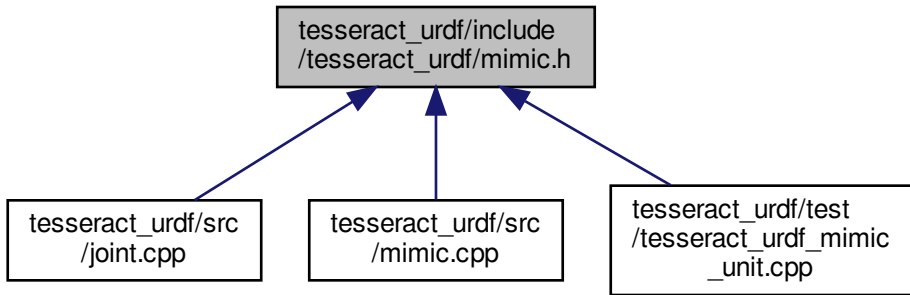 tesseract_urdf/include
/tesseract_urdf/mimic.h
tesseract_urdf/src
/joint.cpp
tesseract_urdf/src
/mimic.cpp
tesseract_urdf/test
/tesseract_urdf_mimic
_unit.cpp